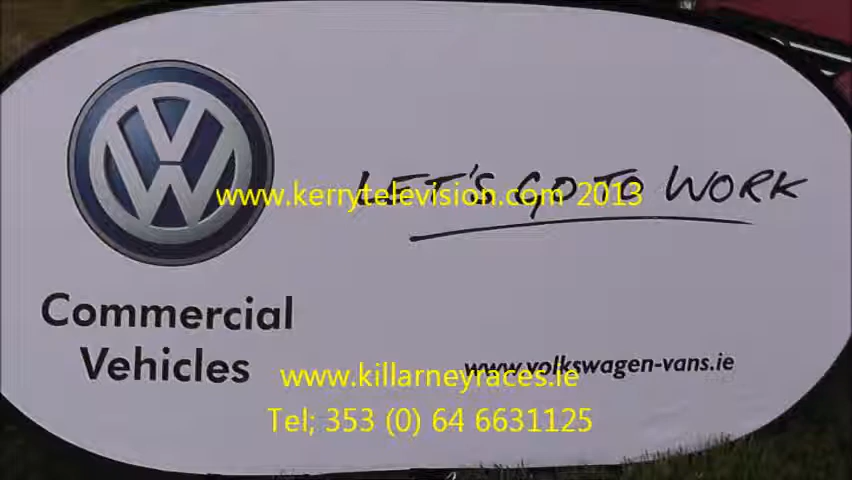 VW
LET'S GO TO WORK
www.kerrytelevision.com 2013
Commercial
Vehicles
www.volkswagen-vans.ie
www.killarneyraces.ie
Tel; 353 (0) 64 6631125